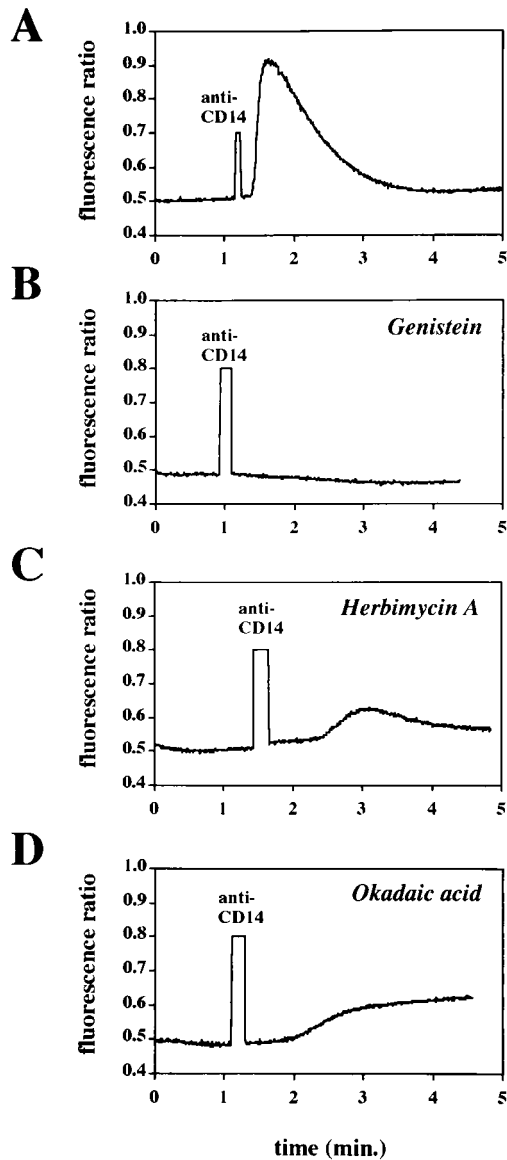 A
fluorescence ratio
1.0
0.9
0.8
0.7
0.6
0.5
0.4
anti-
CD14
0 1 2 3 4 5
B
fluorescence ratio
1.0
0.9
0.8
0.7
0.6
0.5
0.4
Genistein
anti-
CD14
0 1 2 3 4 5
C
fluorescence ratio
1.0
0.9
0.8
0.7
0.6
0.5
0.4
Herbimycin A
anti-
CD14
0 1 2 3 4 5
D
fluorescence ratio
1.0
0.9
0.8
0.7
0.6
0.5
0.4
Okadaic acid
anti-
CD14
0 1 2 3 4 5
time (min.)